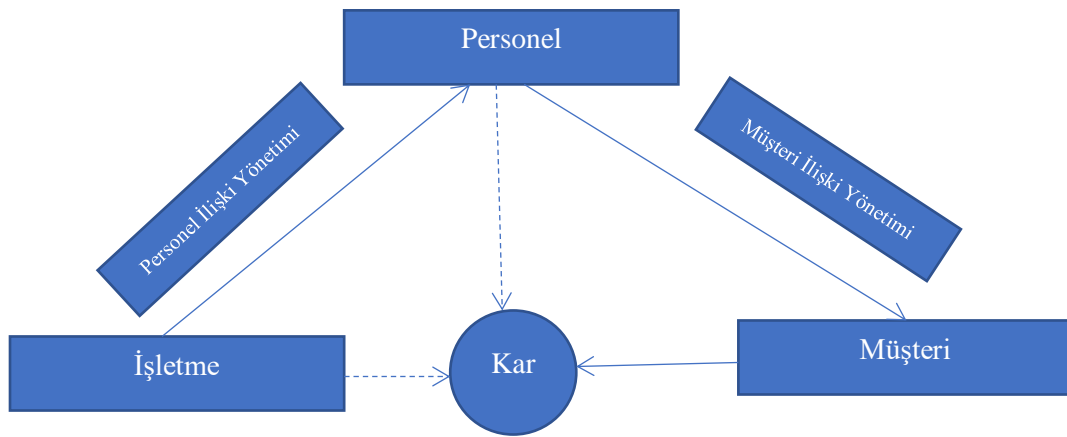 Personel
Personel İlişki Yönetimi
Müşteri İlişki Yönetimi
İşletme
Kar
Müşteri